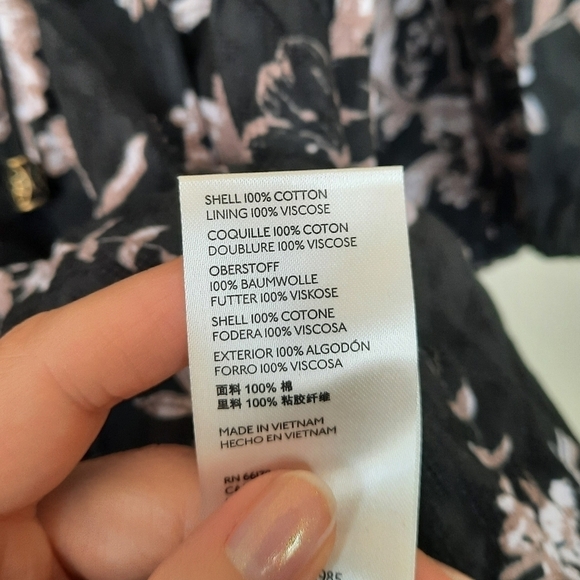 SHELL 100% COTTON
LINING 100% VISCOSE
COQUILLE 100% COTON
DOUBLURE 100% VISCOSE
OBERSTOFF
100% BAUMWOLLE
FUTTER 100% VISKOSE
SHELL 100% COTONE
FODERA 100% VISCOSA
EXTERIOR 100% ALGODÓN
FORRO 100% VISCOSA
面料 100% 棉
里料 100% 粘胶纤维
MADE IN VIETNAM
HECHO EN VIETNAM
RN